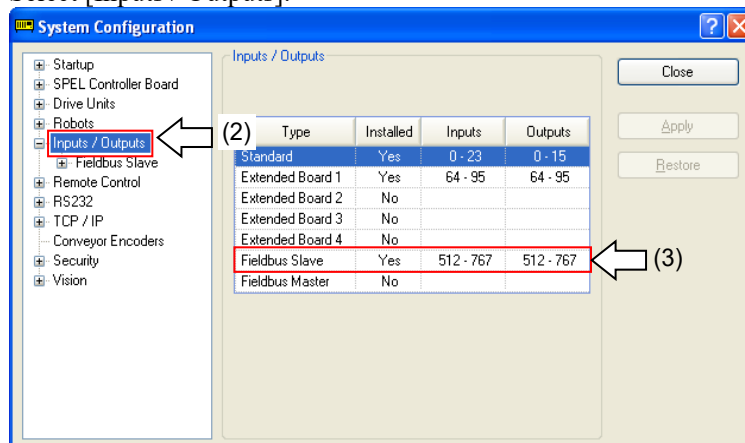 Select [Inputs / Outputs].
System Configuration
Startup
SPEL Controller Board
Drive Units
Robots
Inputs / Outputs
Fieldbus Slave
Remote Control
RS232
TCP / IP
Conveyor Encoders
Security
Vision
(2)
Inputs / Outputs
Type Installed Inputs Outputs
Standard Yes 0 - 23 0 - 15
Extended Board 1 Yes 64 - 95 64 - 95
Extended Board 2 No
Extended Board 3 No
Extended Board 4 No
Fieldbus Slave Yes 512 - 767 512 - 767
Fieldbus Master No
(3)
Close
Apply
Restore